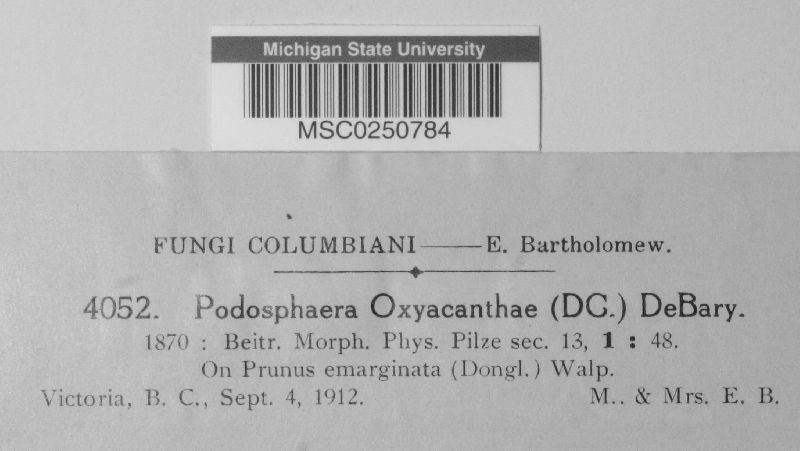 Michigan State University
MSC0250784
FUNGI COLUMBIANI——E. Bartholomew.
4052. Podosphaera Oxyacanthae (DC.) DeBary.
1870 : Beitr. Morph. Phys. Pilze sec. 13, 1 : 48.
On Prunus emarginata (Dongl.) Walp.
Victoria, B. C., Sept. 4, 1912. M.. & Mrs. E. B.